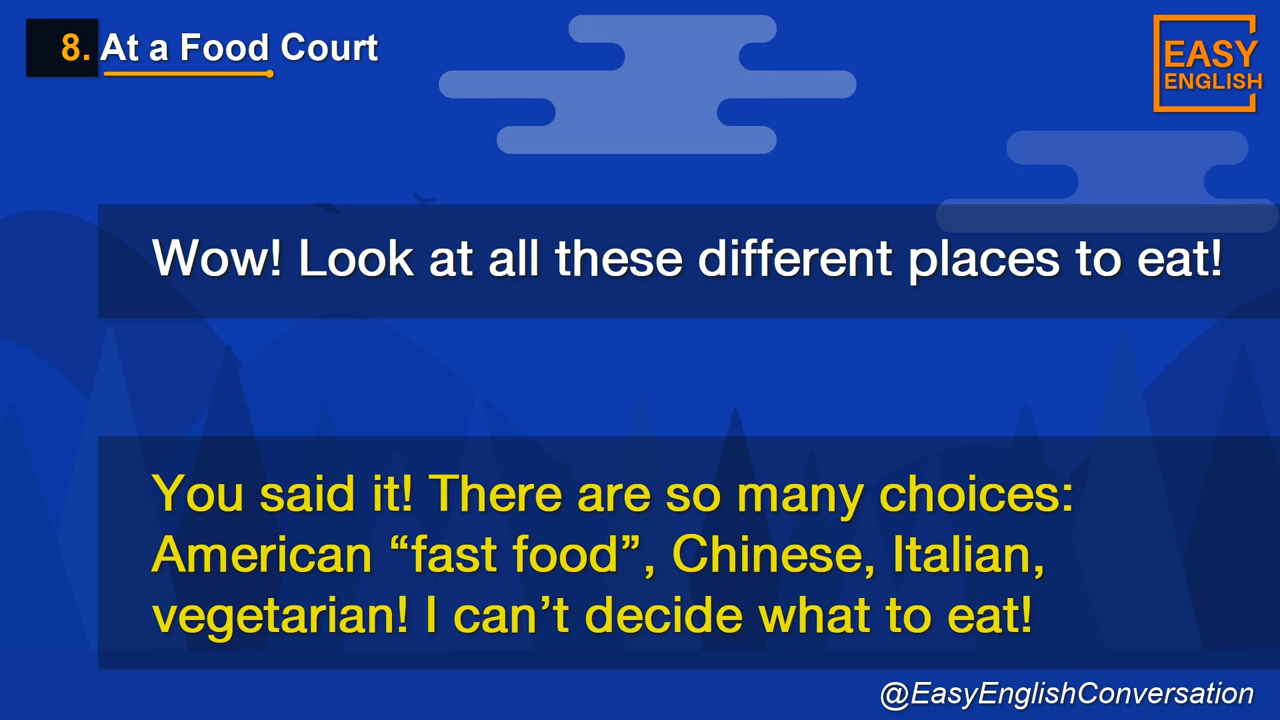 8. At a Food Court
EASY
ENGLISH
Wow! Look at all these different places to eat!
You said it! There are so many choices:
American “fast food”, Chinese, Italian,
vegetarian! I can’t decide what to eat!
@EasyEnglishConversation